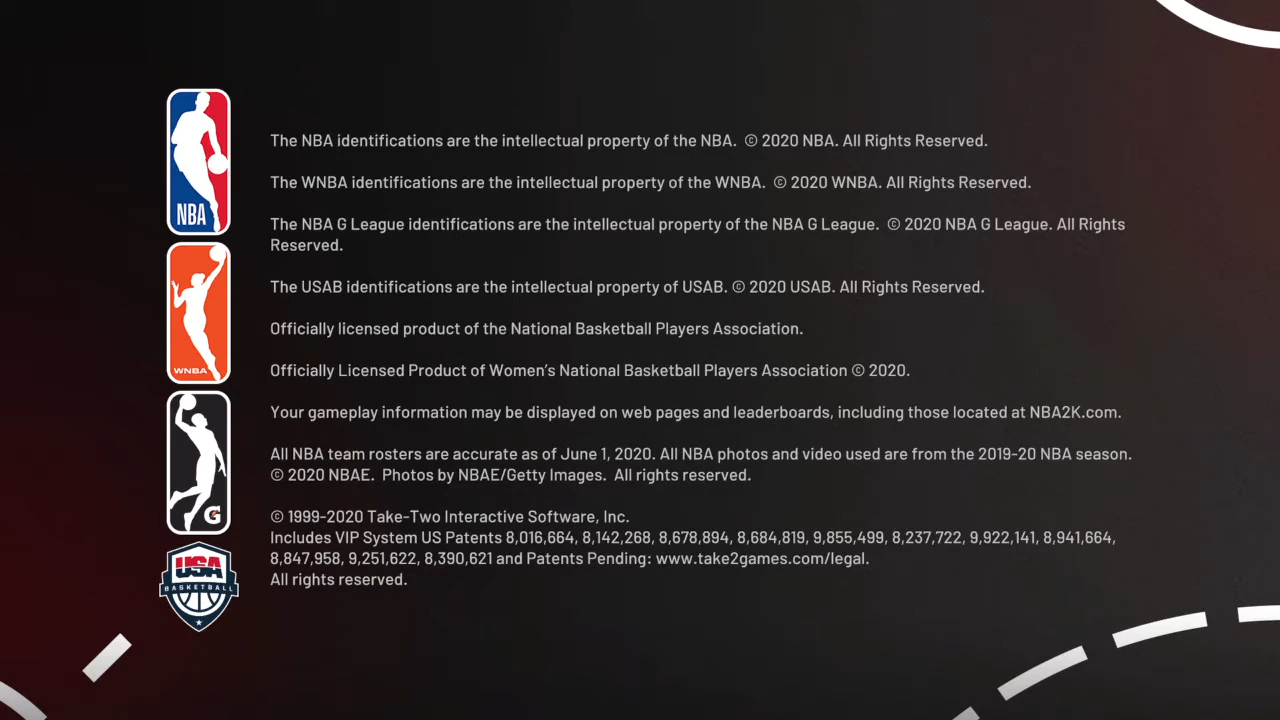 The NBA identifications are the intellectual property of the NBA. © 2020 NBA. All Rights Reserved.
NBA
The WNBA identifications are the intellectual property of the WNBA. © 2020 WNBA. All Rights Reserved.
The NBA G League identifications are the intellectual property of the NBA G League. © 2020 NBA G League. All Rights
Reserved.
The USAB identifications are the intellectual property of USAB. © 2020 USAB. All Rights Reserved.
Officially licensed product of the National Basketball Players Association.
WNBA
Officially Licensed Product of Women's National Basketball Players Association © 2020.
Your gameplay information may be displayed on web pages and leaderboards, including those located at NBA2K.com.
All NBA team rosters are accurate as of June 1, 2020. All NBA photos and video used are from the 2019-20 NBA season.
© 2020 NBAE. Photos by NBAE/Getty Images. All rights reserved.
G
© 1999-2020 Take-Two Interactive Software, Inc.
Includes VIP System US Patents 8,016,664, 8,142,268, 8,678,894, 8,684,819, 9,855,499, 8,237,722, 9,922,141, 8,941,664,
8,847,958, 9,251,622, 8,390,621 and Patents Pending: www.take2games.com/legal.
All rights reserved.
USA
BASKETBALL